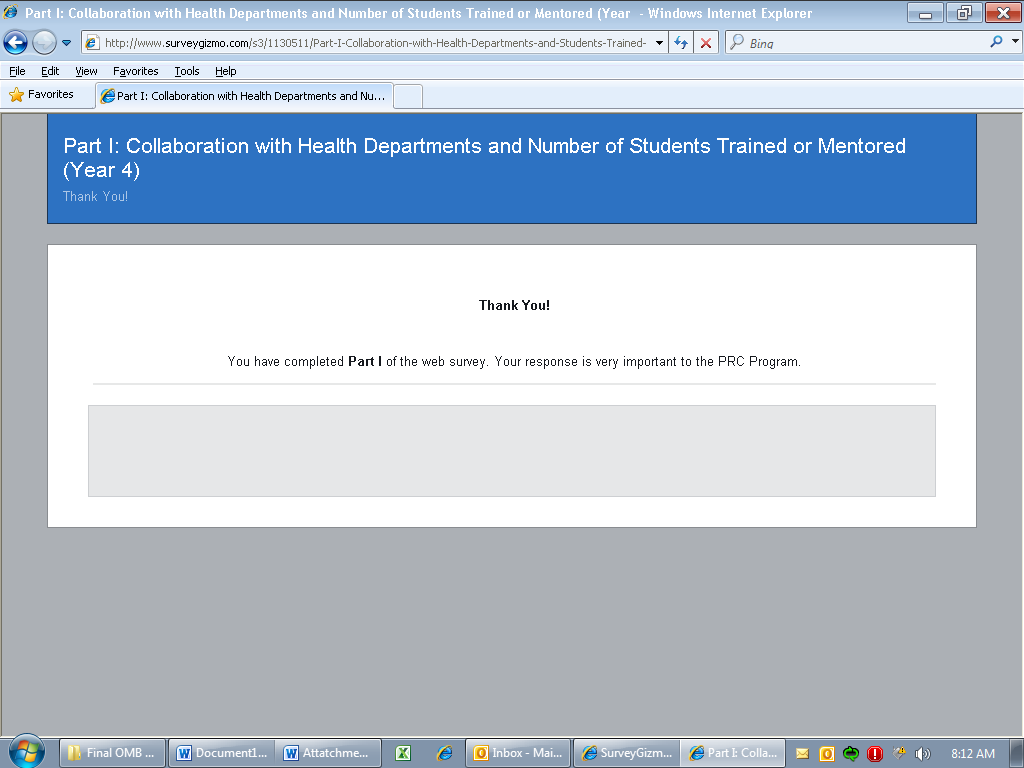 Part I: Collaboration with Health Departments and Number of Students Trained or Mentored (Year - Windows Internet Explorer
http://www.surveygizmo.com/s3/1130511/Part-I-Collaboration-with-Health-Departments-and-Students-Trained-
Bing
File Edit View Favorites Tools Help
Favorites
Part I: Collaboration with Health Departments and Nu...
Part I: Collaboration with Health Departments and Number of Students Trained or Mentored
(Year 4)
Thank You!
Thank You!
You have completed Part I of the web survey. Your response is very important to the PRC Program.
Final OMB ... Document1... Attatchme... Inbox - Mai... SurveyGizm... Part I: Colla... 8:12 AM